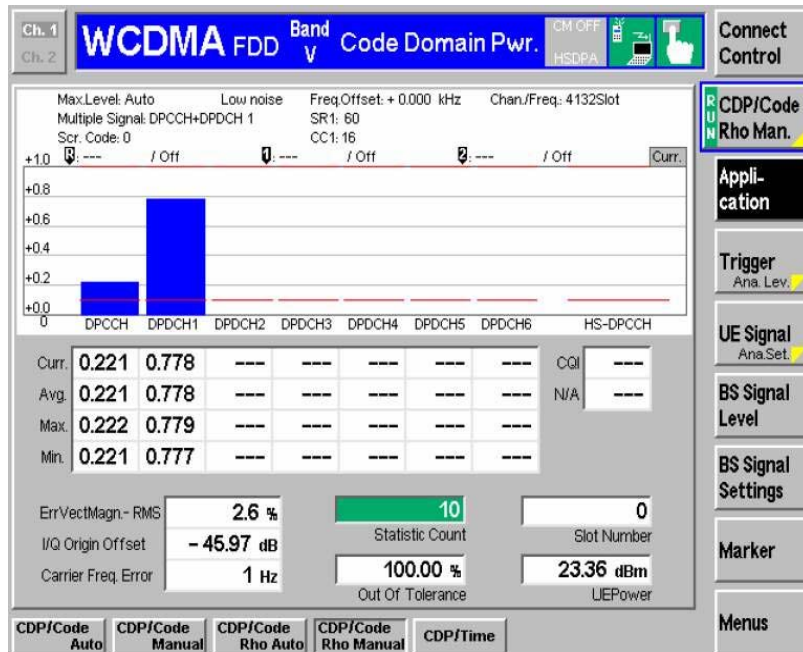 Ch. 1
Ch. 2
WCDMA FDD Band V Code Domain Pwr.
CM OFF
HSDPA
Connect Control
Max.Level: Auto Low noise Freq.Offset: + 0.000 kHz Chan./Freq.: 4132Slot
Multiple Signal: DPCCH+DPDCH 1 SR1: 60
Scr. Code: 0 CC1: 16
R: --- / Off 1: --- / Off 2: --- / Off Curr.
+1.0
+0.8
+0.6
+0.4
+0.2
+0.0
0 DPCCH DPDCH1 DPDCH2 DPDCH3 DPDCH4 DPDCH5 DPDCH6 HS-DPCCH
Curr. 0.221 0.778 --- --- --- --- --- CQI ---
Avg. 0.221 0.778 --- --- --- --- --- N/A ---
Max. 0.222 0.779 --- --- --- --- ---
Min. 0.221 0.777 --- --- --- --- ---
ErrVectMagn.- RMS 2.6 %
I/Q Origin Offset - 45.97 dB
Carrier Freq. Error 1 Hz
10
Statistic Count
100.00 %
Out Of Tolerance
0
Slot Number
23.36 dBm
UEPower
RUN
CDP/Code
Rho Man.
Appli-
cation
Trigger
Ana. Lev.
UE Signal
Ana.Set.
BS Signal
Level
BS Signal
Settings
Marker
Menus
CDP/Code Auto
CDP/Code Manual
CDP/Code Rho Auto
CDP/Code Rho Manual
CDP/Time